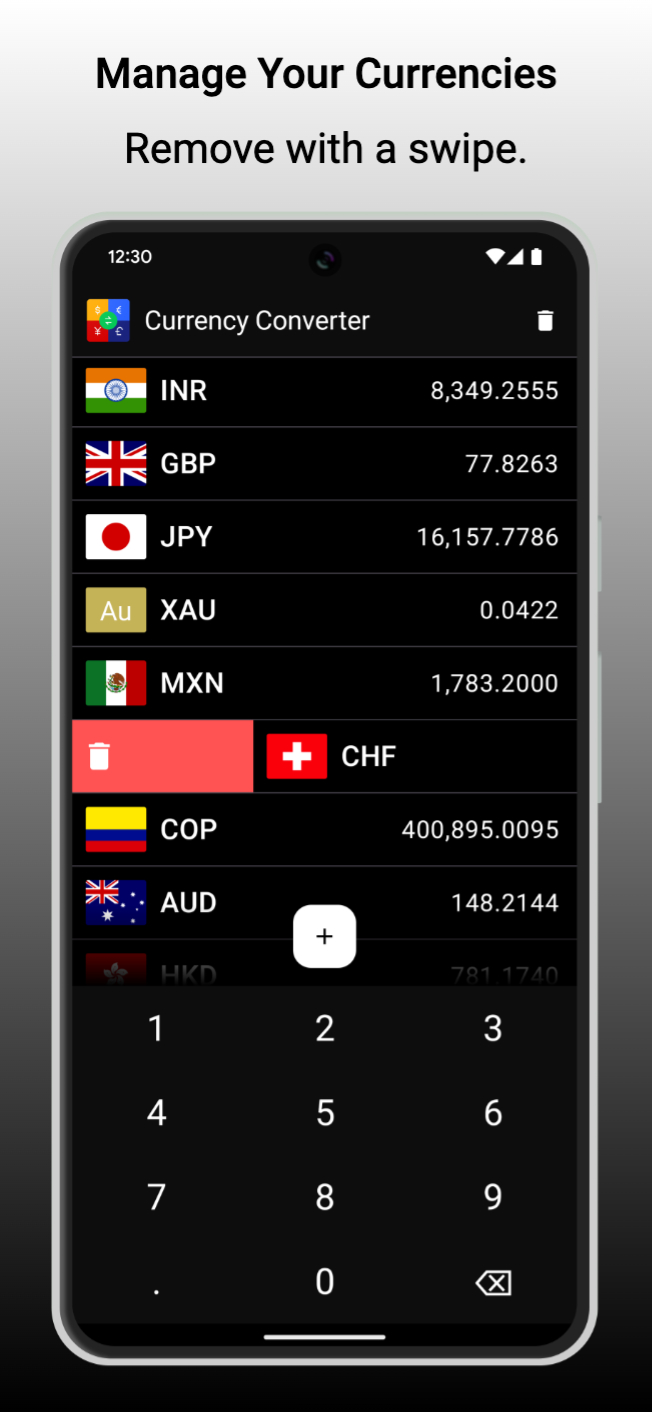 Manage Your Currencies
Remove with a swipe.
12:30
$ €
¥ £
Currency Converter
INR 8,349.2555
GBP 77.8263
JPY 16,157.7786
Au XAU 0.0422
MXN 1,783.2000
CHF
COP 400,895.0095
AUD 148.2144
+
HKD 781.1740
1 2 3
4 5 6
7 8 9
. 0